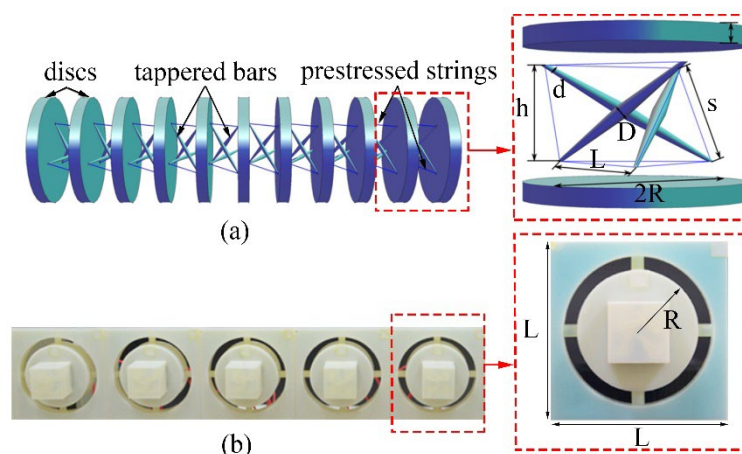 discs
tappered bars
prestressed strings
h
d
D
L
s
2R
(a)
L
R
L
(b)